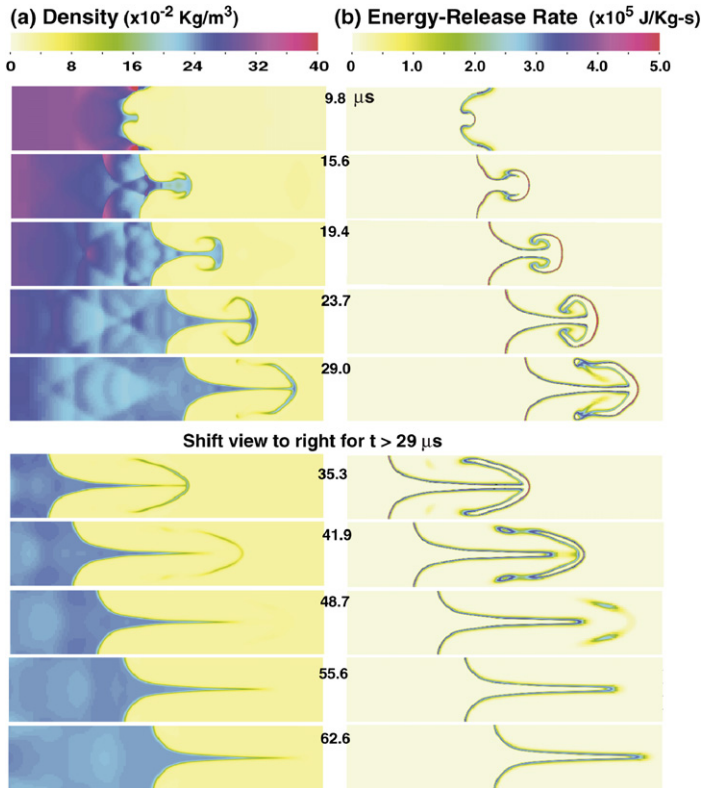 (a) Density (x10⁻² Kg/m³)
(b) Energy-Release Rate (x10⁵ J/Kg-s)
0 8 16 24 32 40
0 1.0 2.0 3.0 4.0 5.0
9.8 μs
15.6
19.4
23.7
29.0
Shift view to right for t > 29 μs
35.3
41.9
48.7
55.6
62.6